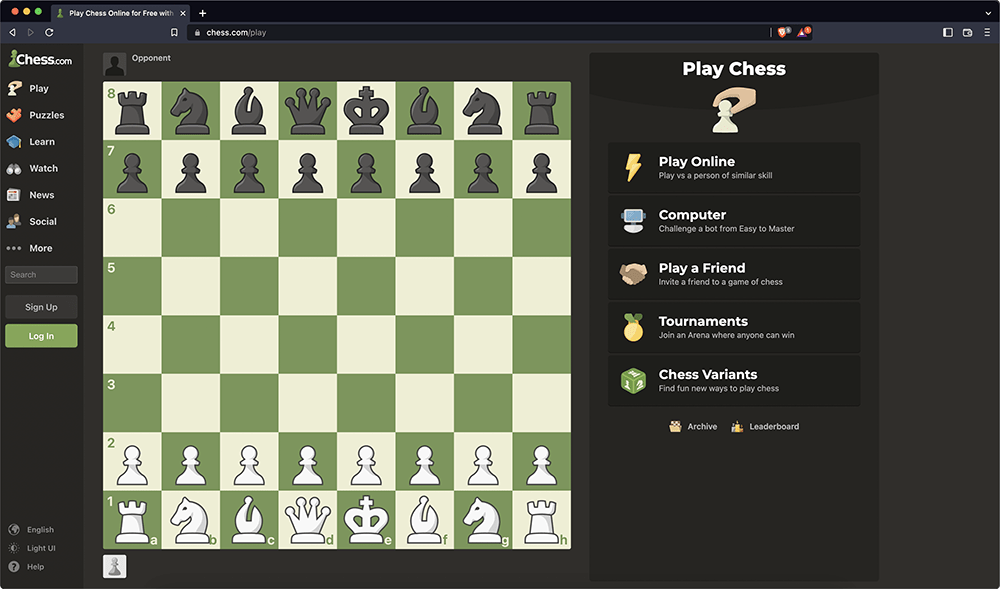 Play Chess Online for Free with
chess.com/play
Chess.com
Play
Puzzles
Learn
Watch
News
Social
More
Search
Sign Up
Log In
English
Light UI
Help
Opponent
8
7
6
5
4
3
2
1
a b c d e f g h
Play Chess
Play Online
Play vs a person of similar skill
Computer
Challenge a bot from Easy to Master
Play a Friend
Invite a friend to a game of chess
Tournaments
Join an Arena where anyone can win
Chess Variants
Find fun new ways to play chess
Archive
Leaderboard